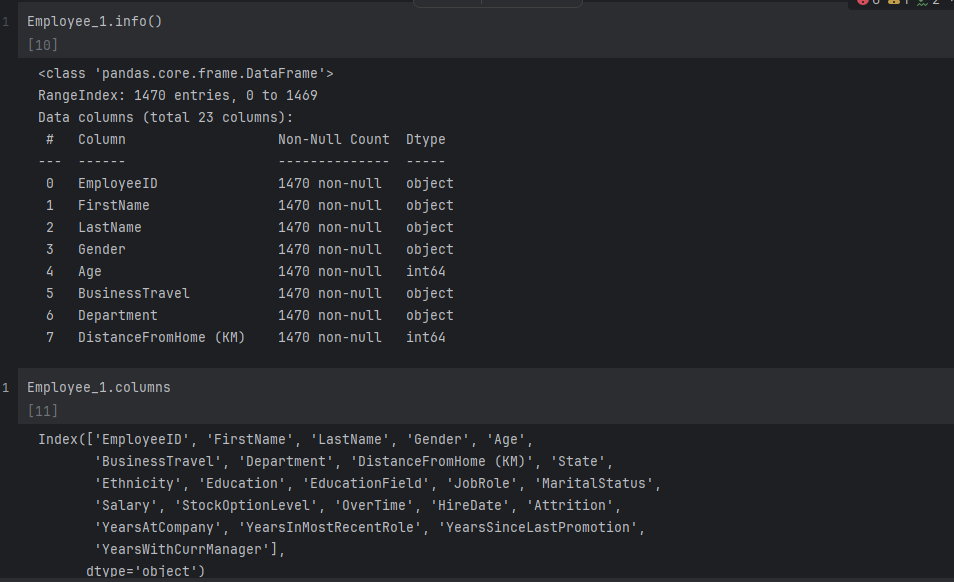 6 1 2
1 Employee_1.info()
[10]
<class 'pandas.core.frame.DataFrame'>
RangeIndex: 1470 entries, 0 to 1469
Data columns (total 23 columns):
#   Column                   Non-Null Count  Dtype
---  ------                   --------------  -----
0   EmployeeID               1470 non-null   object
1   FirstName                1470 non-null   object
2   LastName                 1470 non-null   object
3   Gender                   1470 non-null   object
4   Age                      1470 non-null   int64
5   BusinessTravel           1470 non-null   object
6   Department               1470 non-null   object
7   DistanceFromHome (KM)    1470 non-null   int64
1 Employee_1.columns
[11]
Index(['EmployeeID', 'FirstName', 'LastName', 'Gender', 'Age',
'BusinessTravel', 'Department', 'DistanceFromHome (KM)', 'State',
'Ethnicity', 'Education', 'EducationField', 'JobRole', 'MaritalStatus',
'Salary', 'StockOptionLevel', 'OverTime', 'HireDate', 'Attrition',
'YearsAtCompany', 'YearsInMostRecentRole', 'YearsSinceLastPromotion',
'YearsWithCurrManager'],
dtype='object')